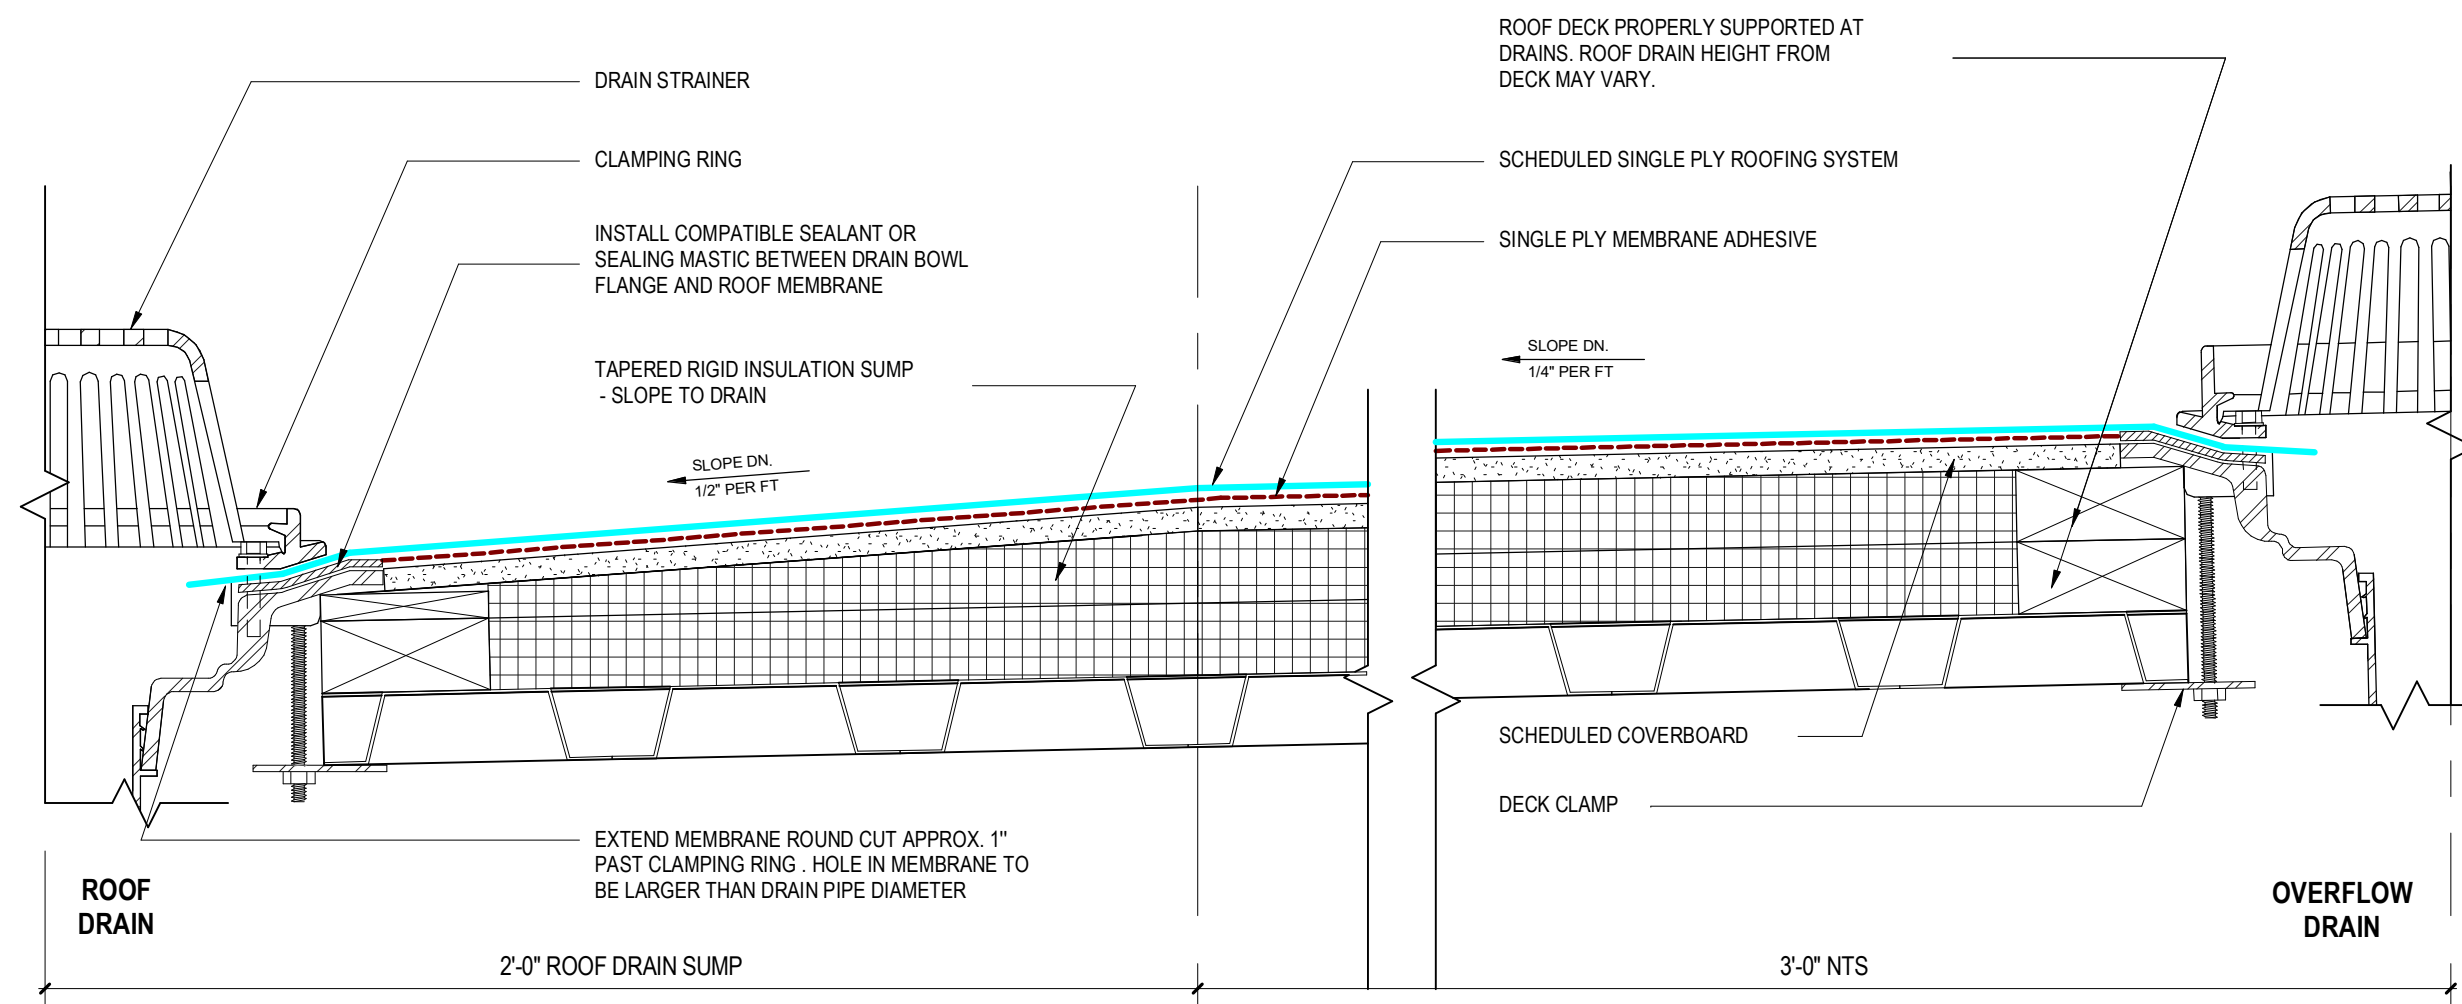 DRAIN STRAINER
CLAMPING RING
INSTALL COMPATIBLE SEALANT OR
SEALING MASTIC BETWEEN DRAIN BOWL
FLANGE AND ROOF MEMBRANE
TAPERED RIGID INSULATION SUMP
- SLOPE TO DRAIN
SLOPE DN.
1/2" PER FT
EXTEND MEMBRANE ROUND CUT APPROX. 1"
PAST CLAMPING RING . HOLE IN MEMBRANE TO
BE LARGER THAN DRAIN PIPE DIAMETER
ROOF
DRAIN
2'-0" ROOF DRAIN SUMP
ROOF DECK PROPERLY SUPPORTED AT
DRAINS. ROOF DRAIN HEIGHT FROM
DECK MAY VARY.
SCHEDULED SINGLE PLY ROOFING SYSTEM
SINGLE PLY MEMBRANE ADHESIVE
SLOPE DN.
1/4" PER FT
SCHEDULED COVERBOARD
DECK CLAMP
OVERFLOW
DRAIN
3'-0" NTS